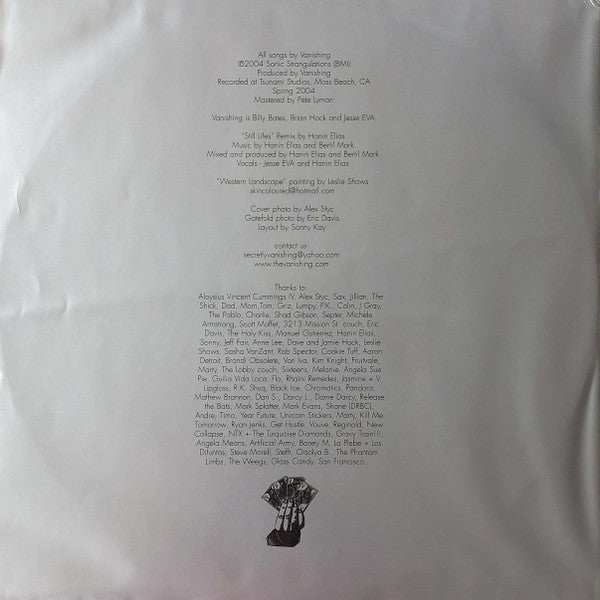 All songs by Vanishing
℗2004 Sonic Strangulations (BMI)
Produced by Vanishing
Recorded at Tsunami Studios, Moss Beach, CA
Spring 2004
Mastered by Pete Lyman
Vanishing is Billy Bates, Brian Hock and Jesse EVA
"Still Lifes" Remix by Hanin Elias
Music by Hanin Elias and Bertil Mark
Mixed and produced by Hanin Elias and Bertil Mark
Vocals - Jesse EVA and Hanin Elias
"Western Landscape" painting by Leslie Shows
skincoloured@hotmail.com
Cover photo by Alex Styc
Gatefold photo by Eric Davis
Layout by Sonny Kay
contact us
secretlyvanishing@yahoo.com
www.thevanishing.com
Thanks to:
Aloysius Vincent Cummings IV, Alex Styc, Sax, Jillian, The
Shick, Dad, Mom,Tom, Griz, Lumpy, P.K., Colin, J Gray,
The Pablo, Charlie, Shad Gibson, Septer, Michele
Armstrong, Scott Moffet, 3213 Mission St. couch, Eric
Davis, The Holy Kiss, Manuel Gutierrez, Hanin Elias,
Sonny, Jeff Fair, Anne Lee, Dave and Jamie Hock, Leslie
Shows, Sasha VanZant, Rob Spector, Cookie Tuff, Aaron
Detroit, Brandi Obsolete, Von Iva, Kim Knight, Fruitvale,
Marty, The Lobby couch, Sixteens, Melanie, Angela Sue
Pie, Guilia Vida Loca, Flo, Rhaini Remedes, Jasmine + V.
Lipgloss, R.K. Shuq, Black Ice, Chromatics, Pandora,
Mathew Brannon, Dan S., Darcy L., Dame Darcy, Release
the Bats, Mark Splatter, Mark Evans, Shane (DRBC),
Andre, Timo, Year Future, Unicorn Stickers, Marty, Kill Me
Tomorrow, Ryan Jenks, Get Hustle, Vouve, Reginald, New
Collapse, NTX + The Turquoise Diamonds, Gravy Train!!!,
Angela Means, Artificial Army, Boney M, La Plebe + Los
Difuntos, Steve Morell, Steffi, Orsolya B., The Phantom
Limbs, The Weegs, Glass Candy, San Francisco...